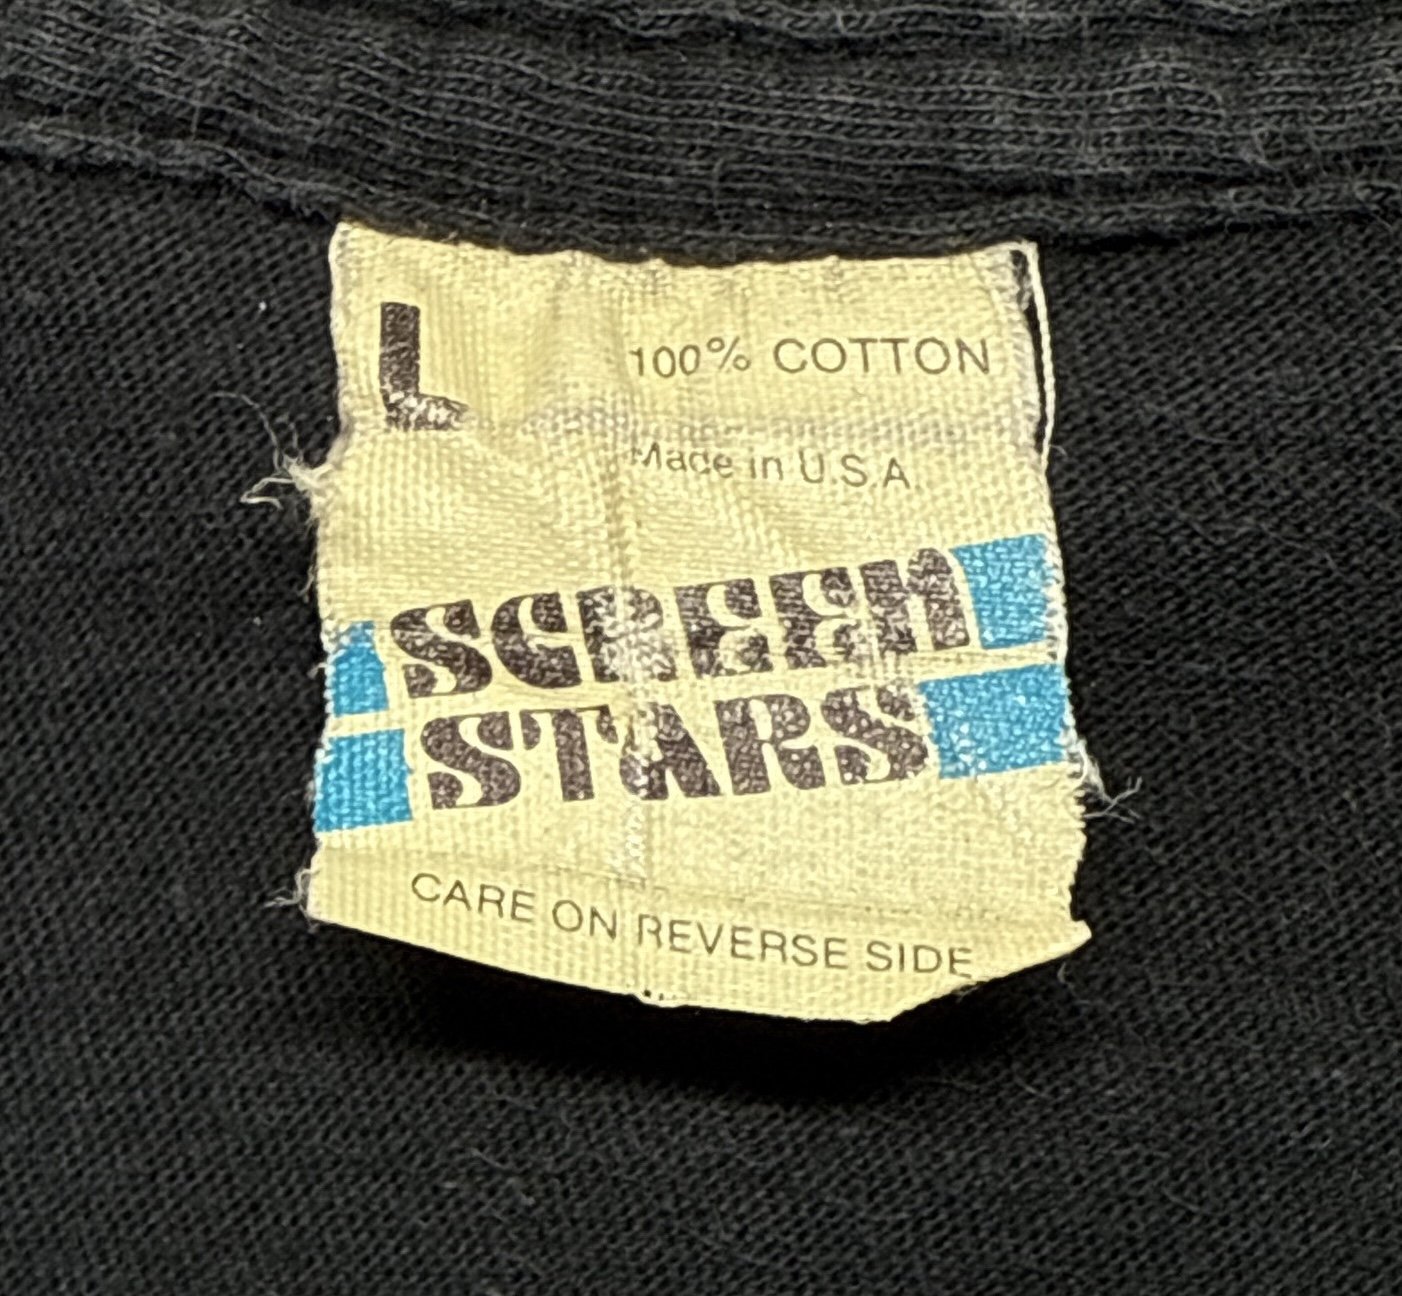 L
100% COTTON
Made in U.S.A.
SCREEN
STARS
CARE ON REVERSE SIDE